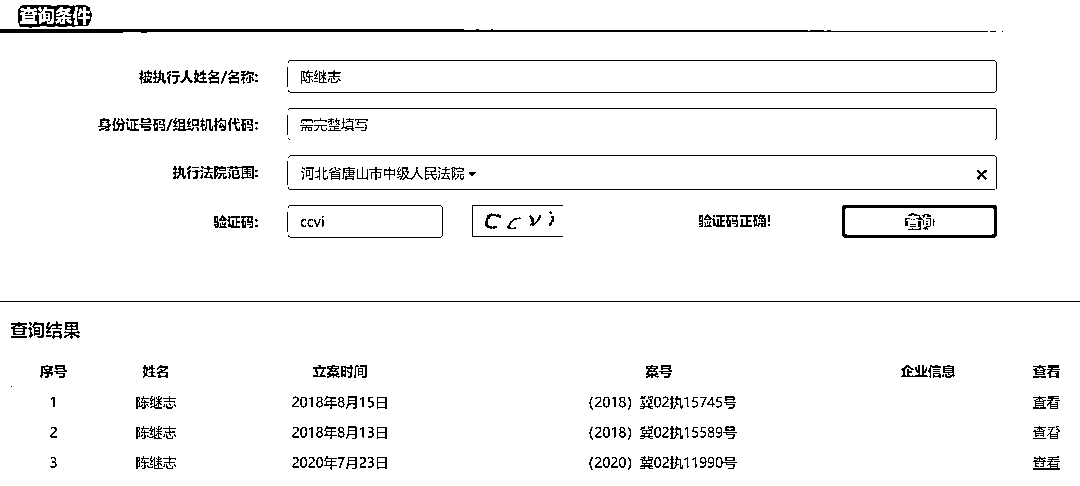 查询条件
被执行人姓名/名称: 陈继志
身份证号码/组织机构代码: 需完整填写
执行法院范围: 河北省唐山市中级人民法院
验证码: ccvi ccvi 验证码正确! 查询
查询结果
序号 姓名 立案时间 案号 企业信息 查看
1 陈继志 2018年8月15日 (2018) 冀02执15745号 查看
2 陈继志 2018年8月13日 (2018) 冀02执15589号 查看
3 陈继志 2020年7月23日 (2020) 冀02执11990号 查看